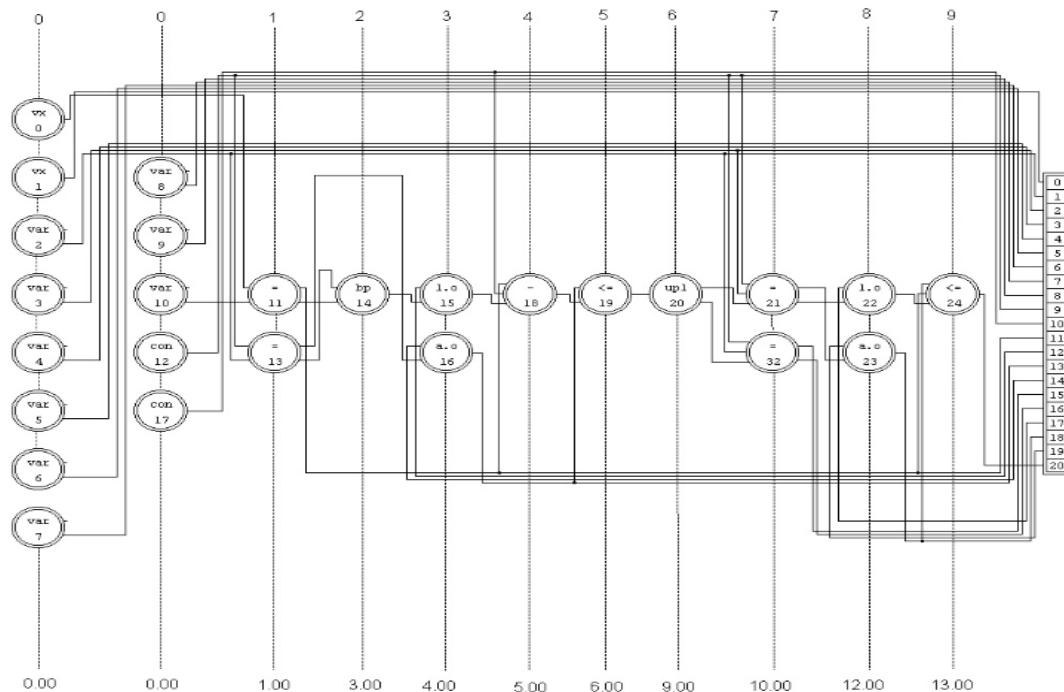 0 0 1 2 3 4 5 6 7 8 9
vx
0
vx
1
var
2
var
3
var
4
var
5
var
6
var
7
var
8
var
9
var
10
con
12
con
17
=
11
=
13
bp
14
l.o
15
a.o
16
-
18
<=
19
upl
20
=
21
=
32
l.o
22
a.o
23
<=
24
0
1
2
3
4
5
6
7
8
9
10
11
12
13
14
15
16
17
18
19
20
0.00 0.00 1.00 3.00 4.00 5.00 6.00 9.00 10.00 12.00 13.00